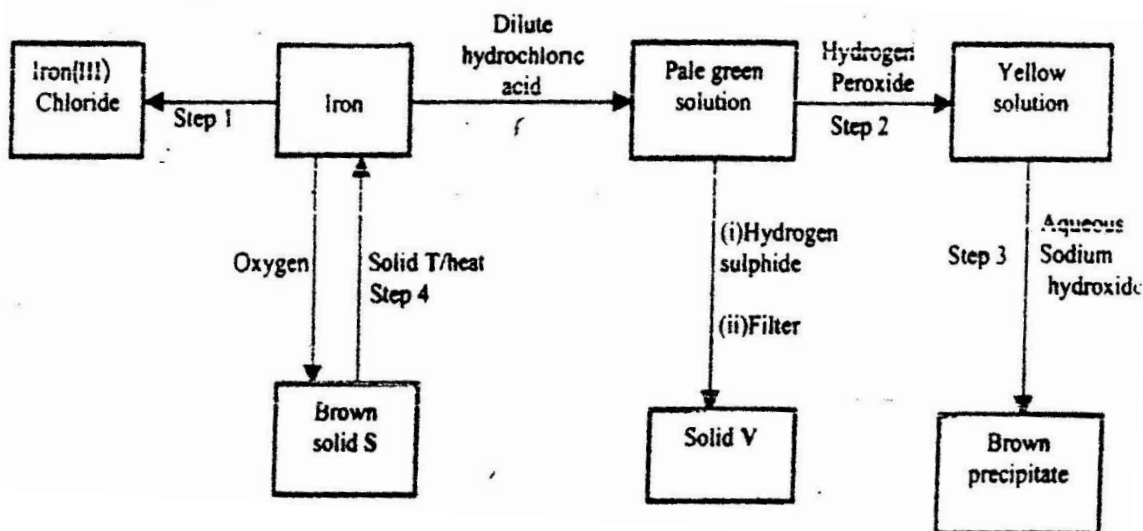 Iron(III)
Chloride
Step 1
Iron
Dilute
hydrochloric
acid
Pale green
solution
Hydrogen
Peroxide
Step 2
Yellow
solution
Oxygen
Solid T/heat
Step 4
(i)Hydrogen
sulphide
(ii)Filter
Step 3
Aqueous
Sodium
hydroxide
Brown
solid S
Solid V
Brown
precipitate